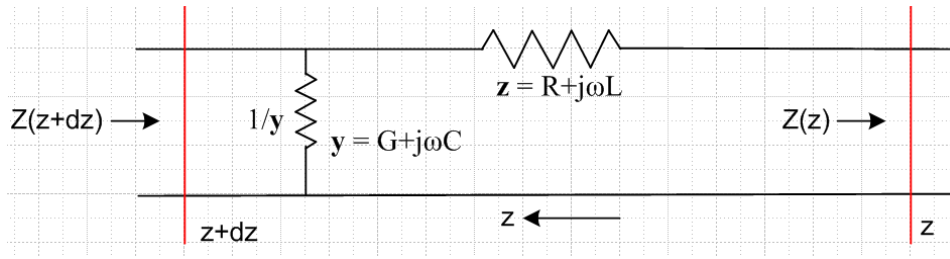 z = R+jωL
Z(z+dz)
1/y
y = G+jωC
Z(z)
z+dz
z
z